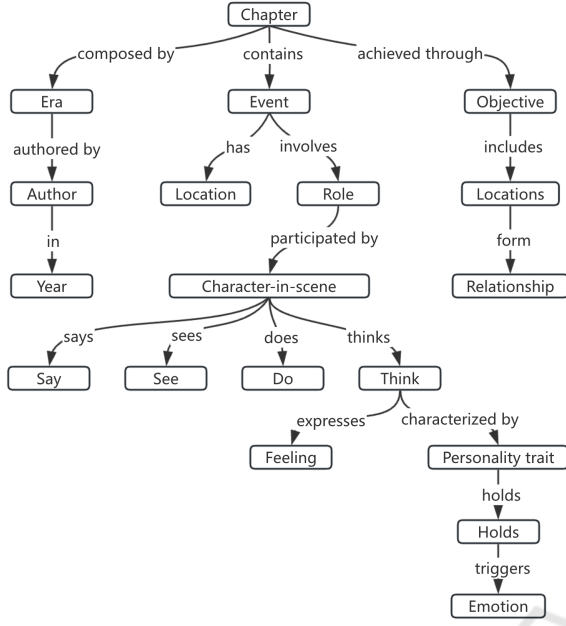 Chapter
composed by
contains
achieved through
Era
Event
Objective
authored by
has
involves
includes
Author
Location
Role
Locations
in
participated by
form
Year
Character-in-scene
Relationship
says
sees
does
thinks
Say
See
Do
Think
expresses
characterized by
Feeling
Personality trait
holds
Holds
triggers
Emotion